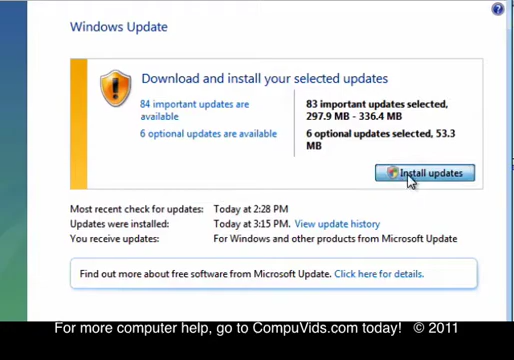 Windows Update
Download and install your selected updates
84 important updates are
available
6 optional updates are available
83 important updates selected,
297.9 MB - 336.4 MB
6 optional updates selected, 53.3
MB
Install updates
Most recent check for updates: Today at 2:28 PM
Updates were installed: Today at 3:15 PM. View update history
You receive updates: For Windows and other products from Microsoft Update
Find out more about free software from Microsoft Update. Click here for details.
For more computer help, go to CompuVids.com today! © 2011